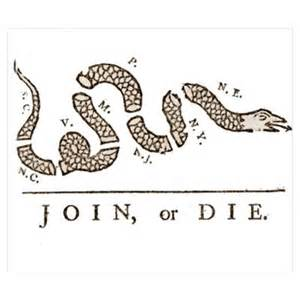 P.
N.E.
S.C.
V.
M.
N.Y.
N.J.
N.C.
JOIN, or DIE.